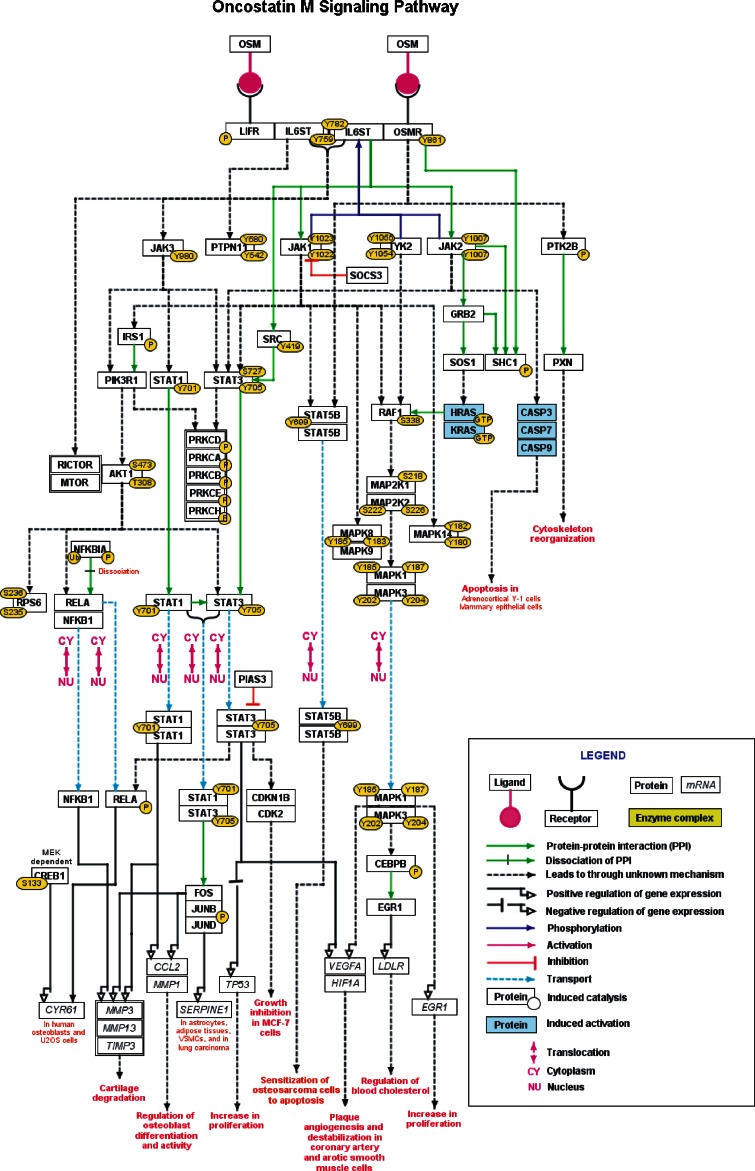 Oncostatin M Signaling Pathway
OSM
OSM
LIFR
IL6ST
IL6ST
OSMR
P
Y782
Y759
Y861
JAK3
Y980
PTPN11
Y580
Y542
JAK1
Y1023
Y1022
Y1055
Y1054
TYK2
JAK2
Y1007
Y1007
PTK2B
P
SOCS3
IRS1
P
SRC
Y419
GRB2
PIK3R1
STAT1
Y701
STAT3
S727
Y705
SOS1
SHC1
P
PXN
STAT5B
Y699
STAT5B
RAF1
S338
HRAS
GTP
KRAS
GTP
CASP3
CASP7
CASP9
PRKCD
P
PRKCA
P
PRKCB
P
PRKCE
P
PRKCH
P
RICTOR
MTOR
AKT1
S473
T308
MAP2K1
S218
MAP2K2
S222
S226
MAPK8
Y185
T183
MAPK9
MAPK14
Y182
Y180
Cytoskeleton
reorganization
NFKBIA
Ub
P
Dissociation
MAPK1
Y185
Y187
MAPK3
Y202
Y204
Apoptosis in
Adrenocortical Y-1 cells
Mammary epithelial cells
S236
RPS6
S235
RELA
NFKB1
STAT1
Y701
STAT3
Y705
CY
NU
CY
NU
CY
NU
CY
NU
CY
NU
CY
NU
CY
NU
PIAS3
STAT1
Y701
STAT1
STAT3
Y705
STAT3
STAT5B
Y699
STAT5B
NFKB1
RELA
P
STAT1
Y701
STAT3
Y705
CDKN1B
CDK2
Y185
Y187
MAPK1
MAPK3
Y202
Y204
MEK
dependent
CREB1
S133
CEBPB
P
EGR1
FOS
JUNB
P
JUND
CCL2
MMP1
TP53
VEGFA
HIF1A
LDLR
EGR1
CYR61
In human
osteoblasts and
U2OS cells
MMP3
MMP13
TIMP3
SERPINE1
In astrocytes,
adipose tissues,
VSMCs, and in
lung carcinoma
Growth
inhibition
in MCF-7
cells
Cartilage
degradation
Regulation of
osteoblast
differentiation
and activity
Increase in
proliferation
Sensitization of
osteosarcoma cells
to apoptosis
Plaque
angiogenesis and
destabilization in
coronary artery
and arotic smooth
muscle cells
Regulation of
blood cholesterol
Increase in
proliferation
LEGEND
Ligand
Receptor
Protein
mRNA
Enzyme complex
Protein-protein interaction (PPI)
Dissociation of PPI
Leads to through unknown mechanism
Positive regulation of gene expression
Negative regulation of gene expression
Phosphorylation
Activation
Inhibition
Transport
Protein
Induced catalysis
Protein
Induced activation
Translocation
CY
Cytoplasm
NU
Nucleus